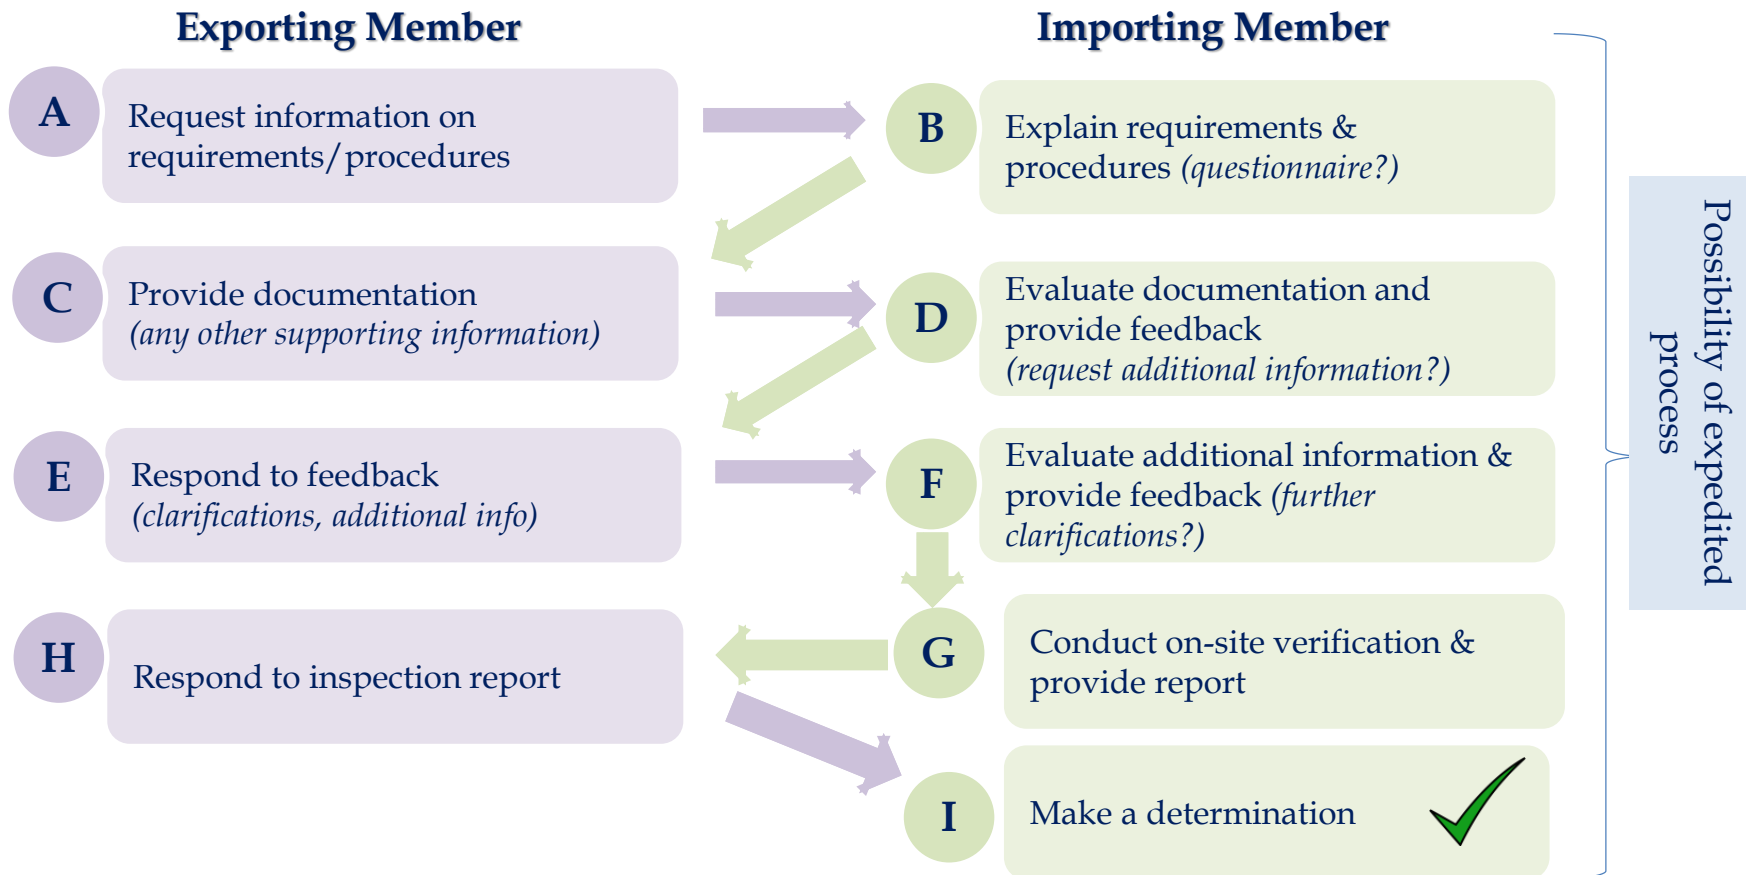 Exporting Member
Importing Member
A
Request information on
requirements/procedures
B
Explain requirements &
procedures (questionnaire?)
C
Provide documentation
(any other supporting information)
D
Evaluate documentation and
provide feedback
(request additional information?)
E
Respond to feedback
(clarifications, additional info)
F
Evaluate additional information &
provide feedback (further
clarifications?)
H
Respond to inspection report
G
Conduct on-site verification &
provide report
I
Make a determination
Possibility of expedited
process